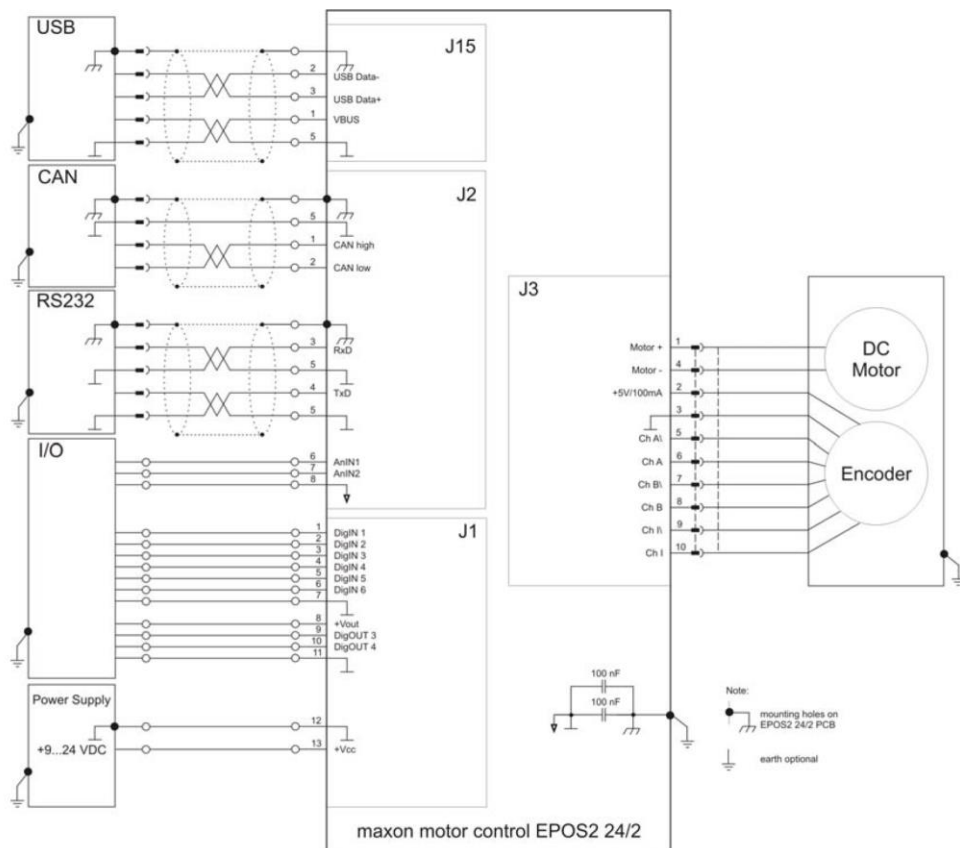 USB
J15
2
USB Data-
3
USB Data+
1
VBUS
5
CAN
J2
5
1
CAN high
2
CAN low
RS232
3
RxD
5
4
TxD
5
I/O
6
AnIN1
7
AnIN2
8
J1
1
DigIN 1
2
DigIN 2
3
DigIN 3
4
DigIN 4
5
DigIN 5
6
DigIN 6
7
8
+Vout
9
DigOUT 3
10
DigOUT 4
11
Power Supply
+9...24 VDC
12
13
+Vcc
J3
Motor +
1
Motor -
4
+5V/100mA
2
3
Ch A\
5
Ch A
6
Ch B\
7
Ch B
8
Ch I\
9
Ch I
10
DC
Motor
Encoder
100 nF
100 nF
Note:
mounting holes on
EPOS2 24/2 PCB
earth optional
maxon motor control EPOS2 24/2